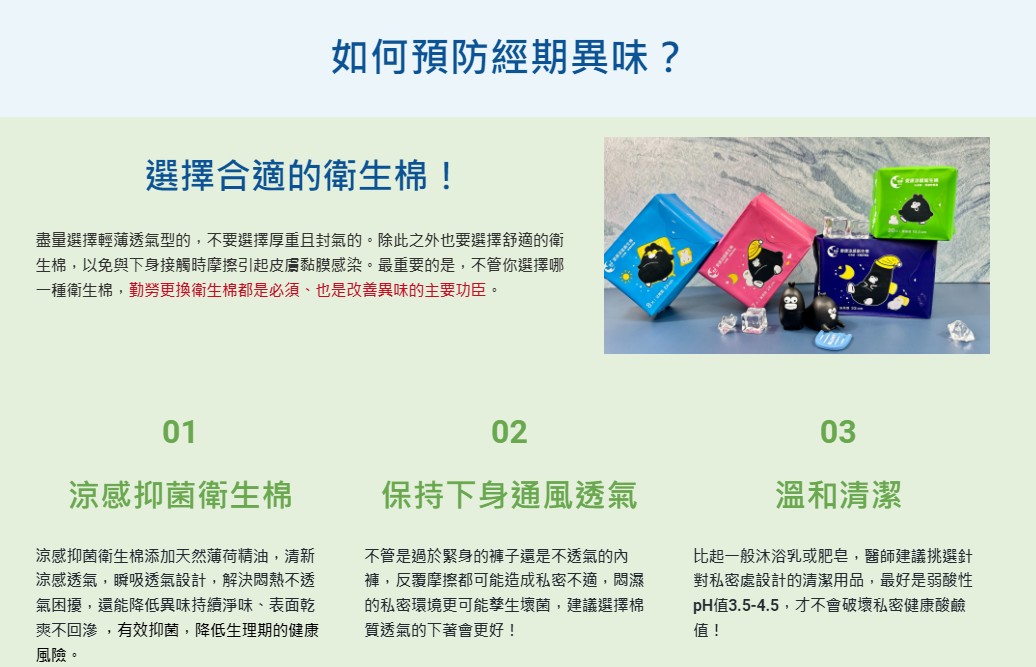 如何預防經期異味？
選擇合適的衛生棉！
盡量選擇輕薄透氣型的，不要選擇厚重且封氣的。除此之外也要選擇舒適的衛
生棉，以免與下身接觸時摩擦引起皮膚黏膜感染。最重要的是，不管你選擇哪
一種衛生棉，勤勞更換衛生棉都是必須、也是改善異味的主要功臣。
01
涼感抑菌衛生棉
涼感抑菌衛生棉添加天然薄荷精油，清新
涼感透氣，瞬吸透氣設計，解決悶熱不透
氣困擾，還能降低異味持續淨味、表面乾
爽不回滲 ，有效抑菌，降低生理期的健康
風險。
02
保持下身通風透氣
不管是過於緊身的褲子還是不透氣的內
褲，反覆摩擦都可能造成私密不適，悶濕
的私密環境更可能孳生壞菌，建議選擇棉
質透氣的下著會更好！
03
溫和清潔
比起一般沐浴乳或肥皂，醫師建議挑選針
對私密處設計的清潔用品，最好是弱酸性
pH值3.5-4.5，才不會破壞私密健康酸鹼
值！